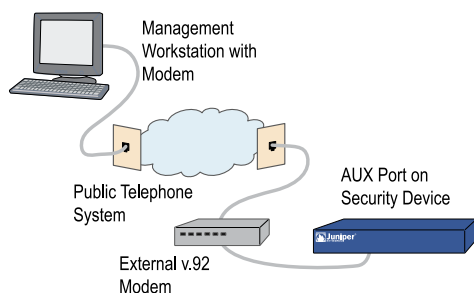 Management
Workstation with
Modem
Public Telephone
System
AUX Port on
Security Device
Juniper
External v.92
Modem